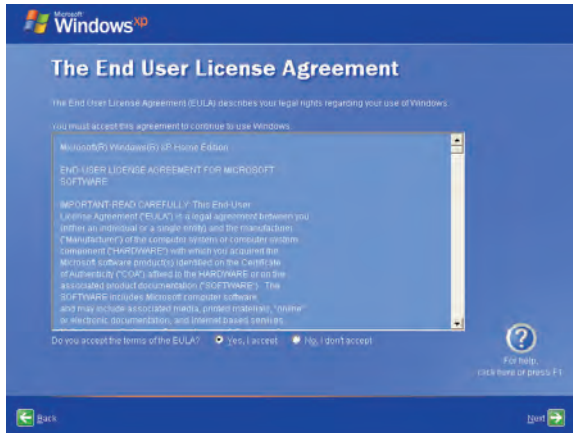 Microsoft
Windows xp
The End User License Agreement
The End User License Agreement (EULA) describes your legal rights regarding your use of Windows.
You must accept this agreement to continue to use Windows.
Microsoft(R) Windows(R) XP Home Edition
END-USER LICENSE AGREEMENT FOR MICROSOFT
SOFTWARE
IMPORTANT-READ CAREFULLY: This End-User
License Agreement ("EULA") is a legal agreement between you
(either an individual or a single entity) and the manufacturer
("Manufacturer") of the computer system or computer system
component ("HARDWARE") with which you acquired the
Microsoft software product(s) identified on the Certificate
of Authenticity ("COA") affixed to the HARDWARE or on the
associated product documentation ("SOFTWARE"). The
SOFTWARE includes Microsoft computer software
and may include associated media, printed materials, "online"
or electronic documentation, and Internet based services.
Do you accept the terms of the EULA? Yes, I accept No, I don't accept
For help,
click here or press F1
Back Next